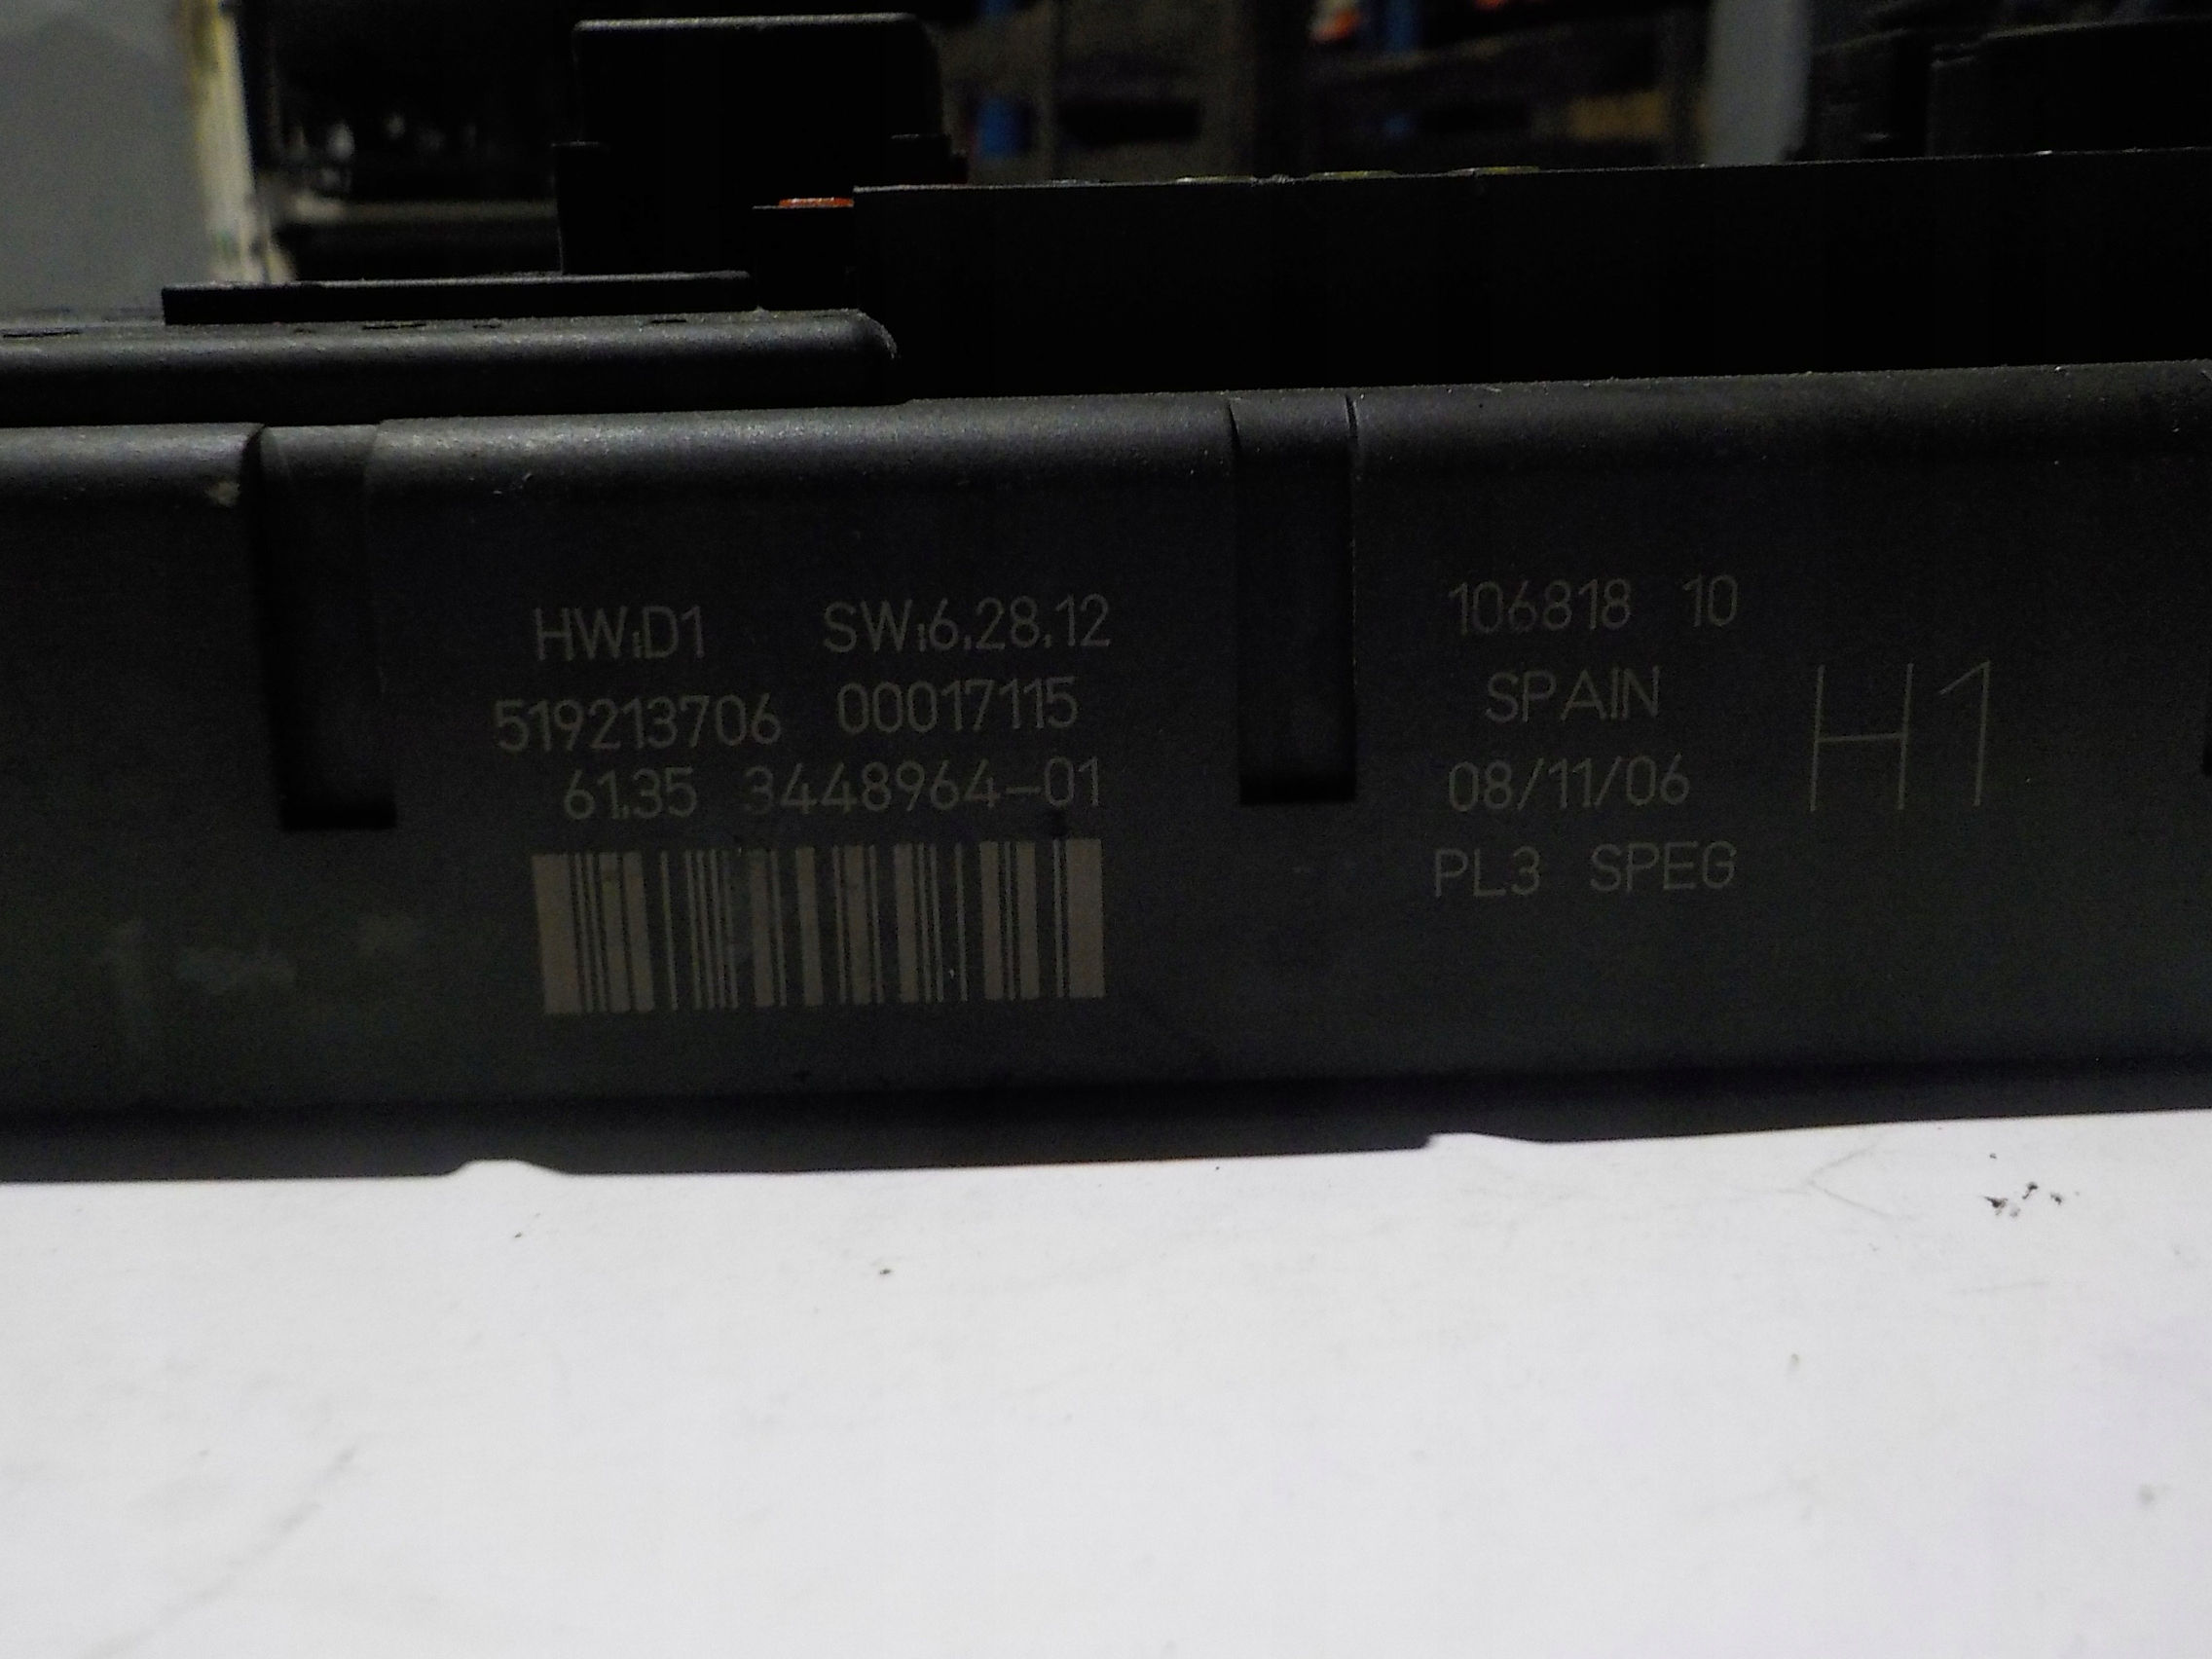 HW:D1 SW:6.28.12
519213706 00017115
61.35 3448964-01
106818 10
SPAIN
08/11/06
PL3 SPEG
H1